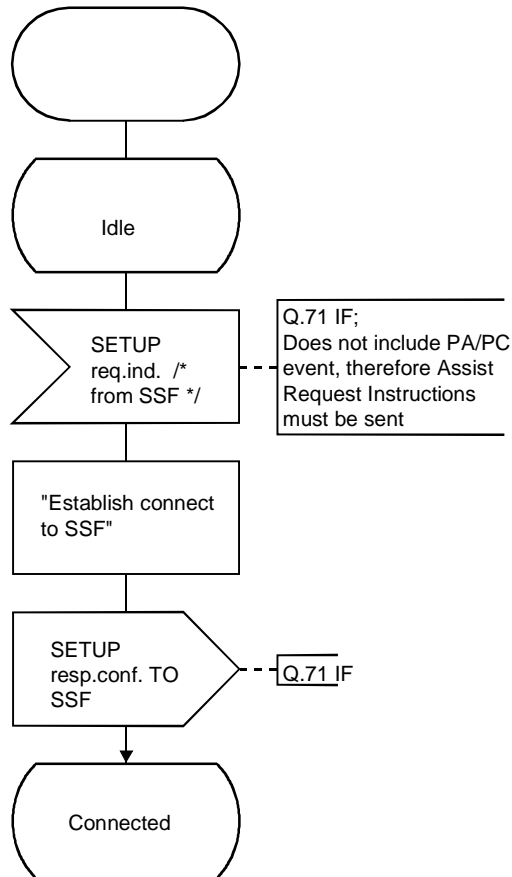 Idle
SETUP
req.ind. /*
from SSF */
Q.71 IF;
Does not include PA/PC
event, therefore Assist
Request Instructions
must be sent
"Establish connect
to SSF"
SETUP
resp.conf. TO
SSF
Q.71 IF
Connected